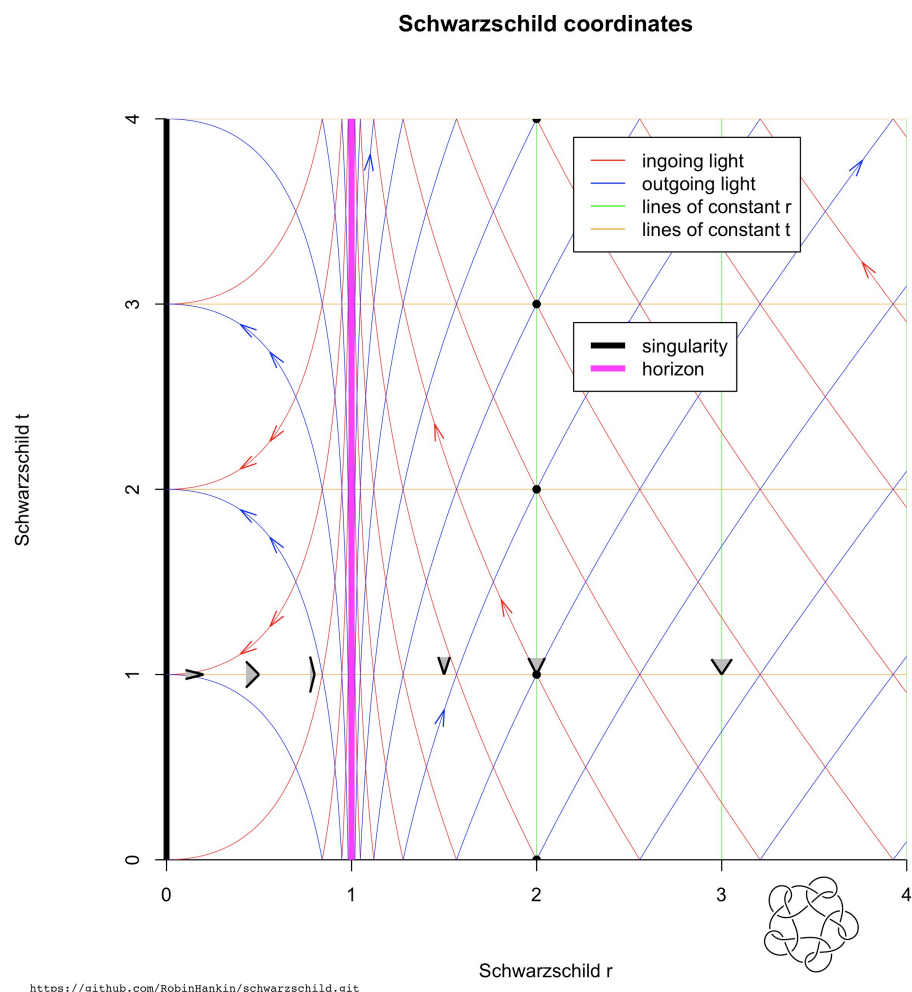 Schwarzschild coordinates
4
3
2
1
0
Schwarzschild t
ingoing light
outgoing light
lines of constant r
lines of constant t
singularity
horizon
0 1 2 3 4
Schwarzschild r
https://github.com/RobinHankin/schwarzschild.git